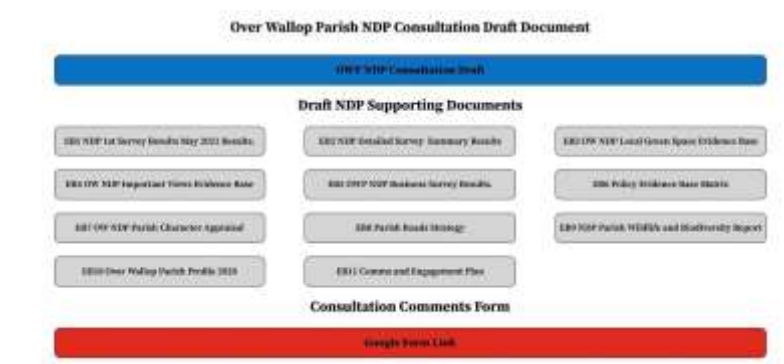 Over Wallop Parish NDP Consultation Draft Document
OWP NDP Consultation Draft
Draft NDP Supporting Documents
EB1 NDP 1st Survey Results May 2021 Results.
EB2 NDP Detailed Survey Summary Results
EB3 OW NDP Local Green Space Evidence Base
EB4 OW NDP Important Views Evidence Base
EB5 OWP NDP Business Survey Results.
EB6 Policy Evidence Base Matrix
EB7 OW NDP Parish Character Appraisal
EB8 Parish Roads Strategy
EB9 NDP Parish Wildlife and Biodiversity Report
EB10 Over Wallop Parish Profile
EB11 Comms and Engagement Plan
Consultation Comments Form
Google Form Link